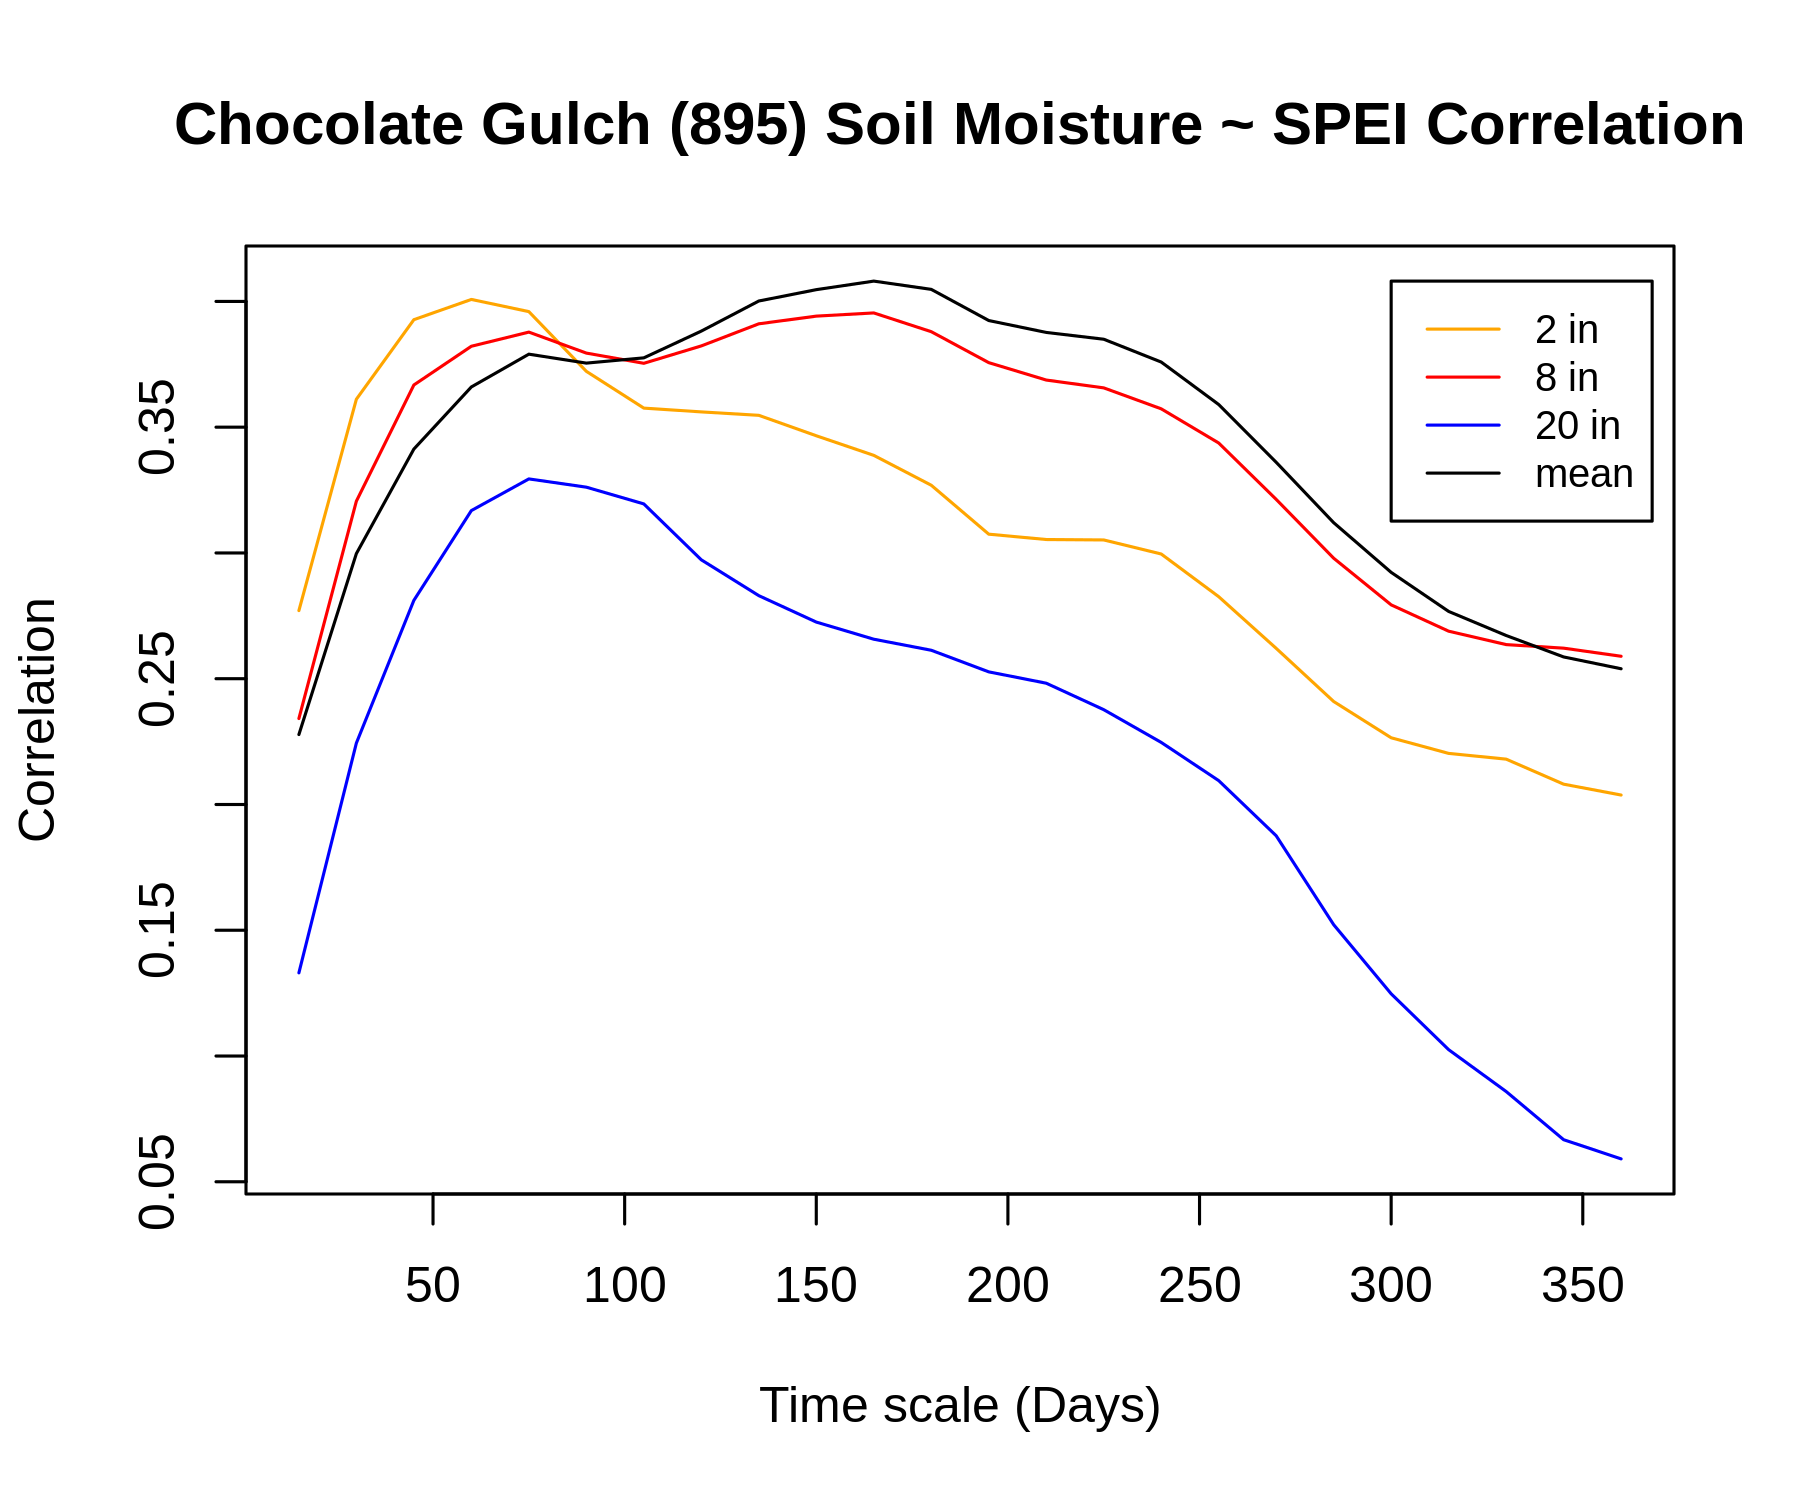 Chocolate Gulch (895) Soil Moisture ~ SPEI Correlation
2 in
8 in
20 in
mean
Correlation
0.35
0.25
0.15
0.05
50 100 150 200 250 300 350
Time scale (Days)